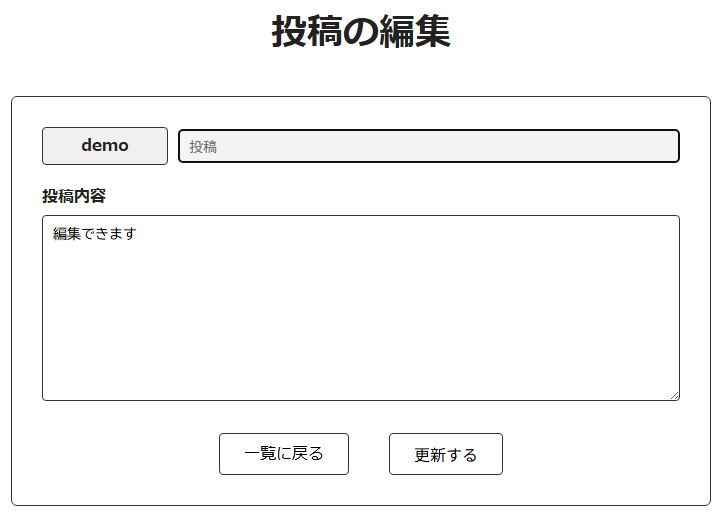 投稿の編集
demo
投稿
投稿内容
編集できます
一覧に戻る
更新する